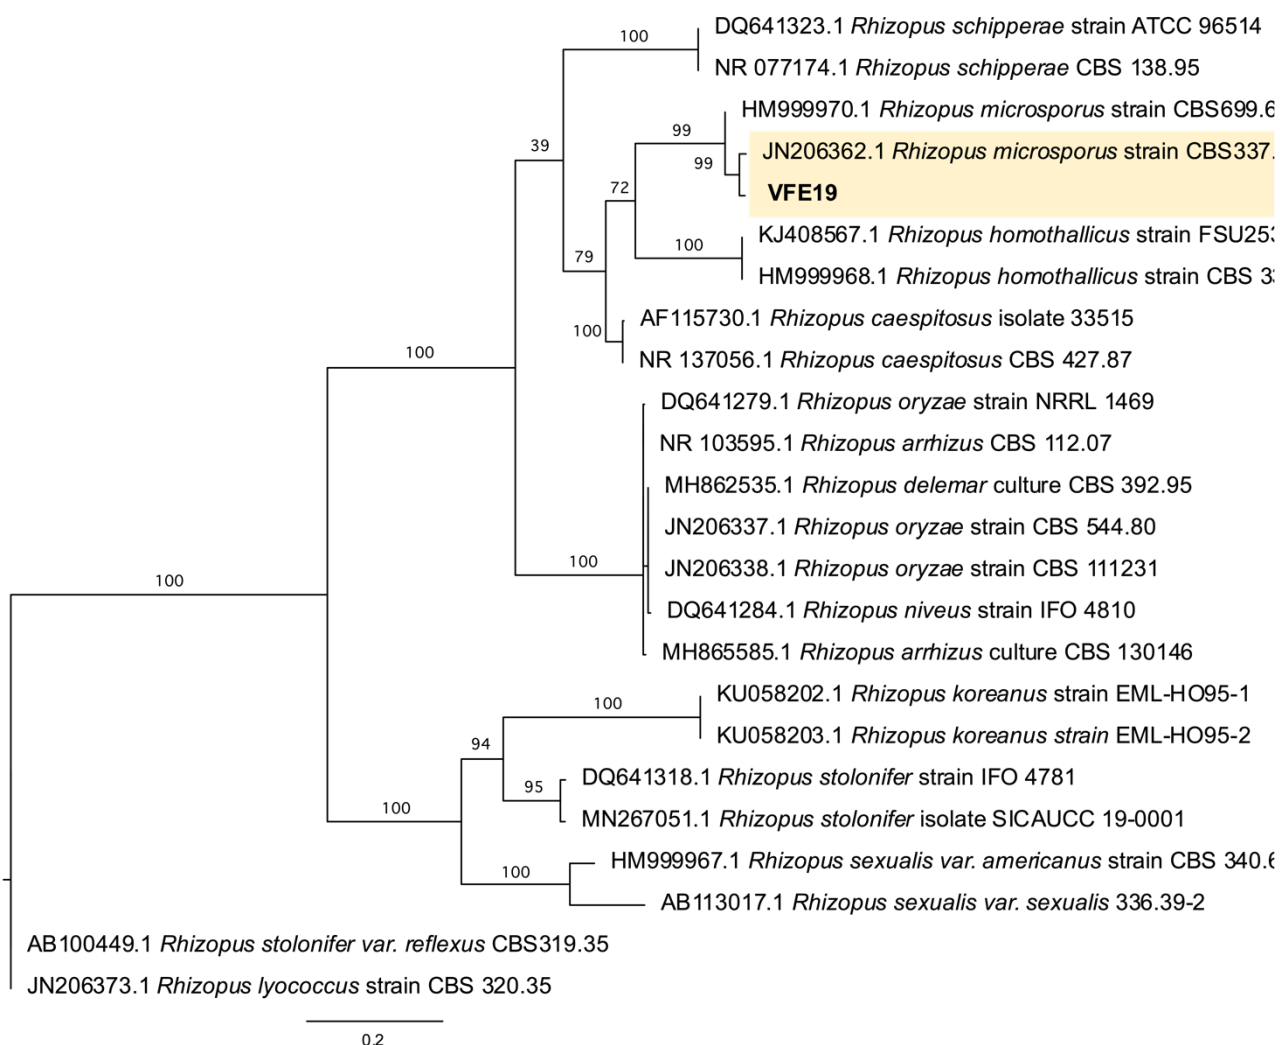 DQ641323.1 Rhizopus schipperae strain ATCC 96514
100
NR 077174.1 Rhizopus schipperae CBS 138.95
HM999970.1 Rhizopus microsporus strain CBS699.6
99
39
JN206362.1 Rhizopus microsporus strain CBS337.
99
72
VFE19
KJ408567.1 Rhizopus homothallicus strain FSU253
100
79
HM999968.1 Rhizopus homothallicus strain CBS 33
AF115730.1 Rhizopus caespitosus isolate 33515
100
100
NR 137056.1 Rhizopus caespitosus CBS 427.87
DQ641279.1 Rhizopus oryzae strain NRRL 1469
NR 103595.1 Rhizopus arrhizus CBS 112.07
MH862535.1 Rhizopus delemar culture CBS 392.95
JN206337.1 Rhizopus oryzae strain CBS 544.80
100
JN206338.1 Rhizopus oryzae strain CBS 111231
100
DQ641284.1 Rhizopus niveus strain IFO 4810
MH865585.1 Rhizopus arrhizus culture CBS 130146
KU058202.1 Rhizopus koreanus strain EML-HO95-1
100
KU058203.1 Rhizopus koreanus strain EML-HO95-2
94
DQ641318.1 Rhizopus stolonifer strain IFO 4781
95
100
MN267051.1 Rhizopus stolonifer isolate SICAUCC 19-0001
HM999967.1 Rhizopus sexualis var. americanus strain CBS 340.6
100
AB113017.1 Rhizopus sexualis var. sexualis 336.39-2
AB100449.1 Rhizopus stolonifer var. reflexus CBS319.35
JN206373.1 Rhizopus lyococcus strain CBS 320.35
0.2